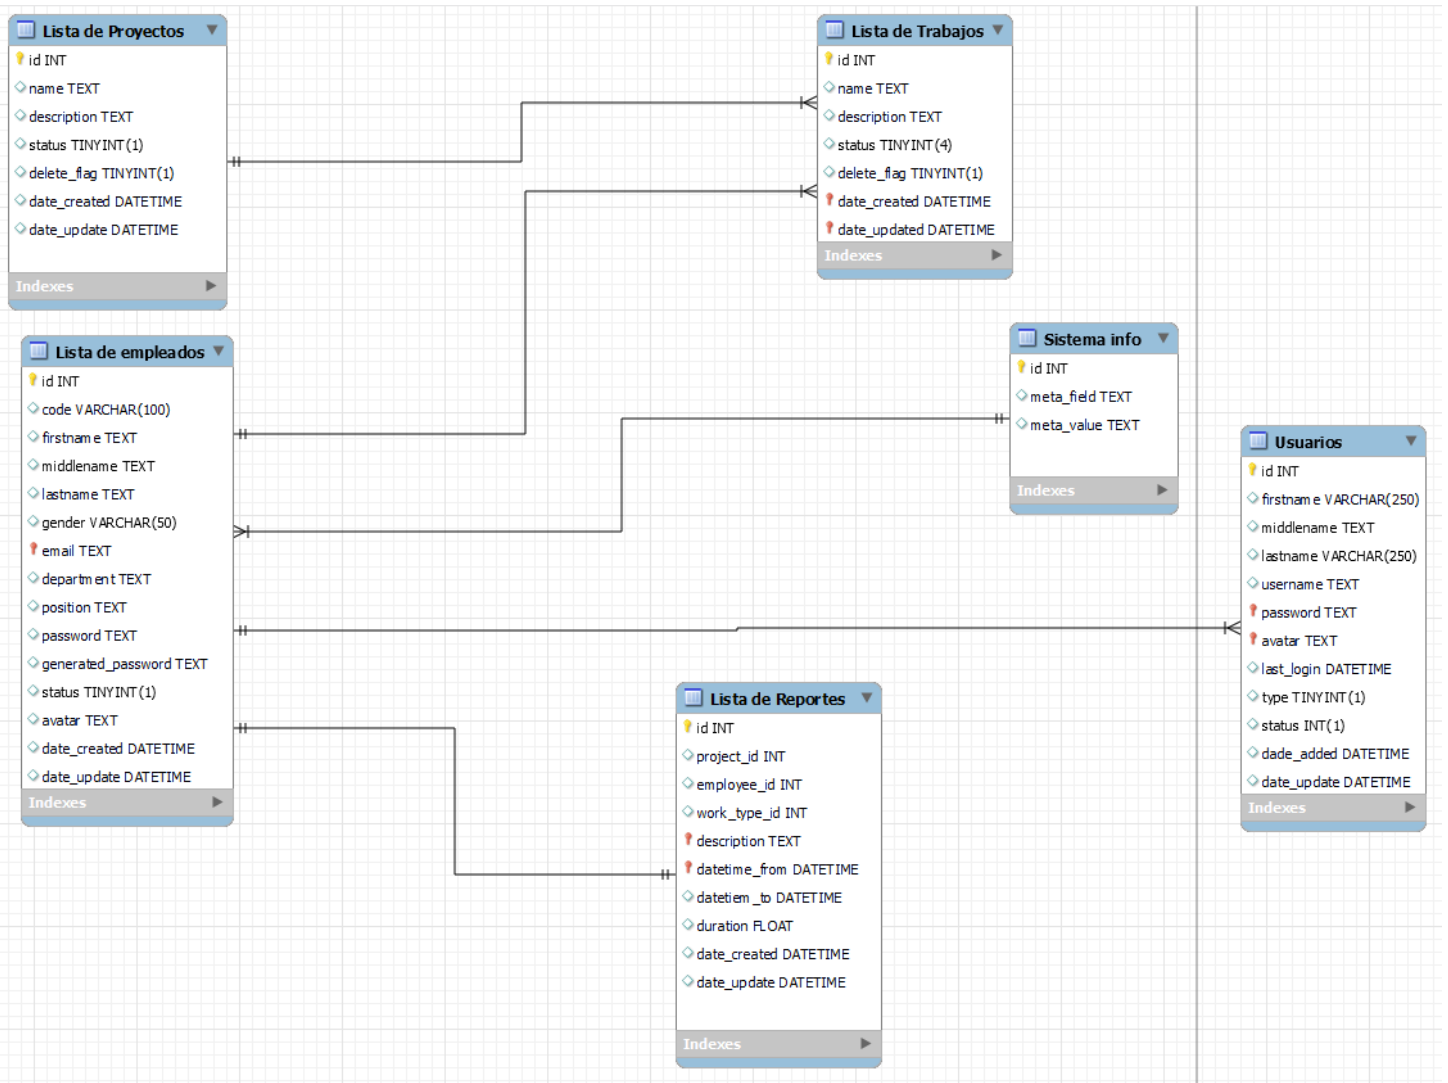 Lista de Proyectos
id INT
name TEXT
description TEXT
status TINYINT(1)
delete_flag TINYINT(1)
date_created DATETIME
date_update DATETIME
Indexes
Lista de Trabajos
id INT
name TEXT
description TEXT
status TINYINT(4)
delete_flag TINYINT(1)
date_created DATETIME
date_updated DATETIME
Indexes
Lista de empleados
id INT
code VARCHAR(100)
firstname TEXT
middlename TEXT
lastname TEXT
gender VARCHAR(50)
email TEXT
department TEXT
position TEXT
password TEXT
generated_password TEXT
status TINYINT(1)
avatar TEXT
date_created DATETIME
date_update DATETIME
Indexes
Sistema info
id INT
meta_field TEXT
meta_value TEXT
Indexes
Usuarios
id INT
firstname VARCHAR(250)
middlename TEXT
lastname VARCHAR(250)
username TEXT
password TEXT
avatar TEXT
last_login DATETIME
type TINYINT(1)
status INT(1)
dade_added DATETIME
date_update DATETIME
Indexes
Lista de Reportes
id INT
project_id INT
employee_id INT
work_type_id INT
description TEXT
datetime_from DATETIME
datetiem_to DATETIME
duration FLOAT
date_created DATETIME
date_update DATETIME
Indexes